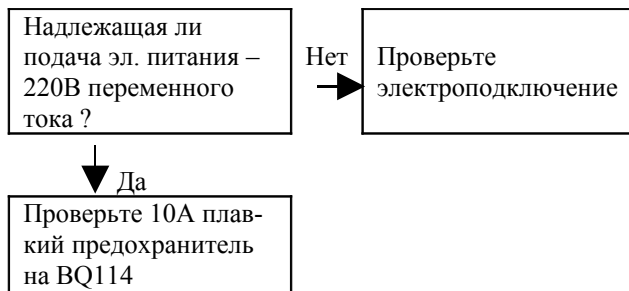 Надлежащая ли
подача эл. питания –
220В переменного
тока ?
Нет
Проверьте
электроподключение
Да
Проверьте 10А плав-
кий предохранитель
на BQ114